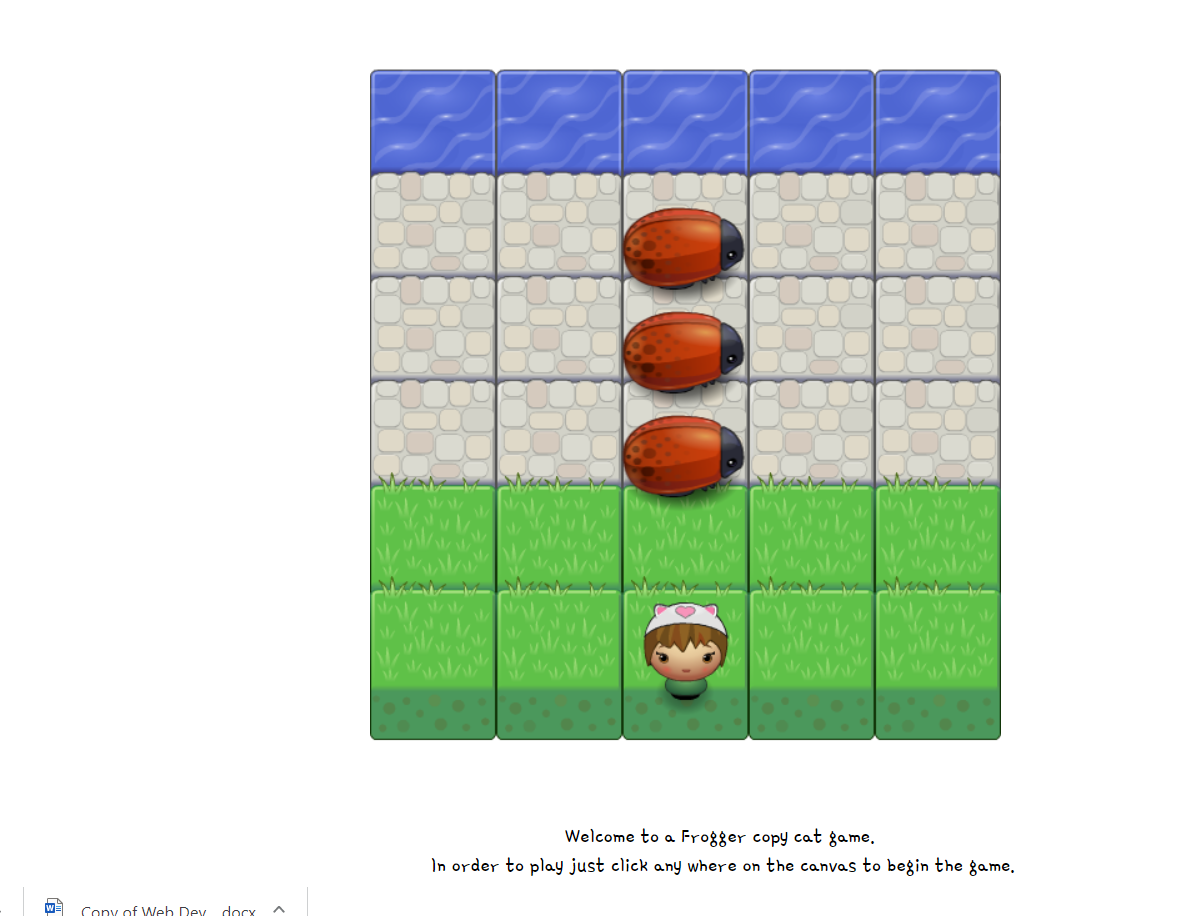 Welcome to a Frogger copy cat game.
In order to play just click any where on the canvas to begin the game.
Copy of Web Dev....docx